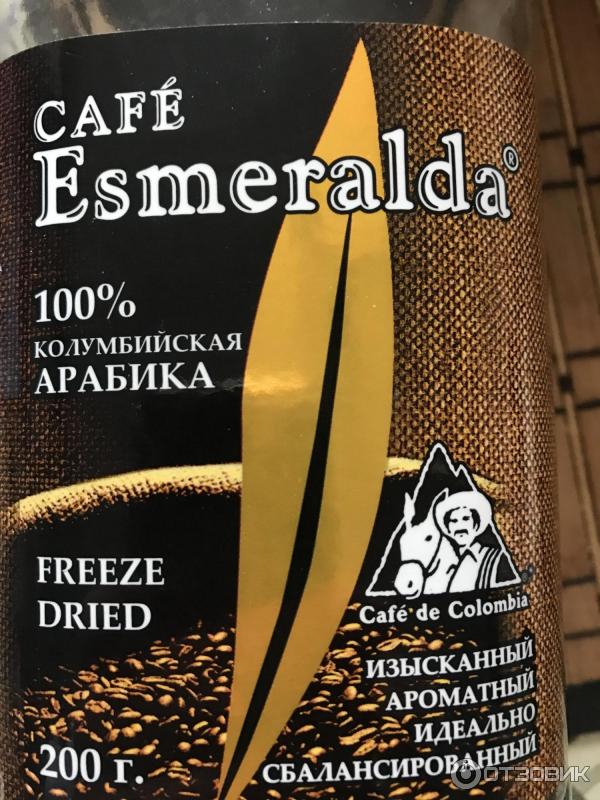 CAFÉ
Esmeralda®
100%
КОЛУМБИЙСКАЯ
АРАБИКА
FREEZE
DRIED
200 г.
Café de Colombia
ИЗЫСКАННЫЙ
АРОМАТНЫЙ
ИДЕАЛЬНО
СБАЛАНСИРОВАННЫЙ
ОТЗОВИК